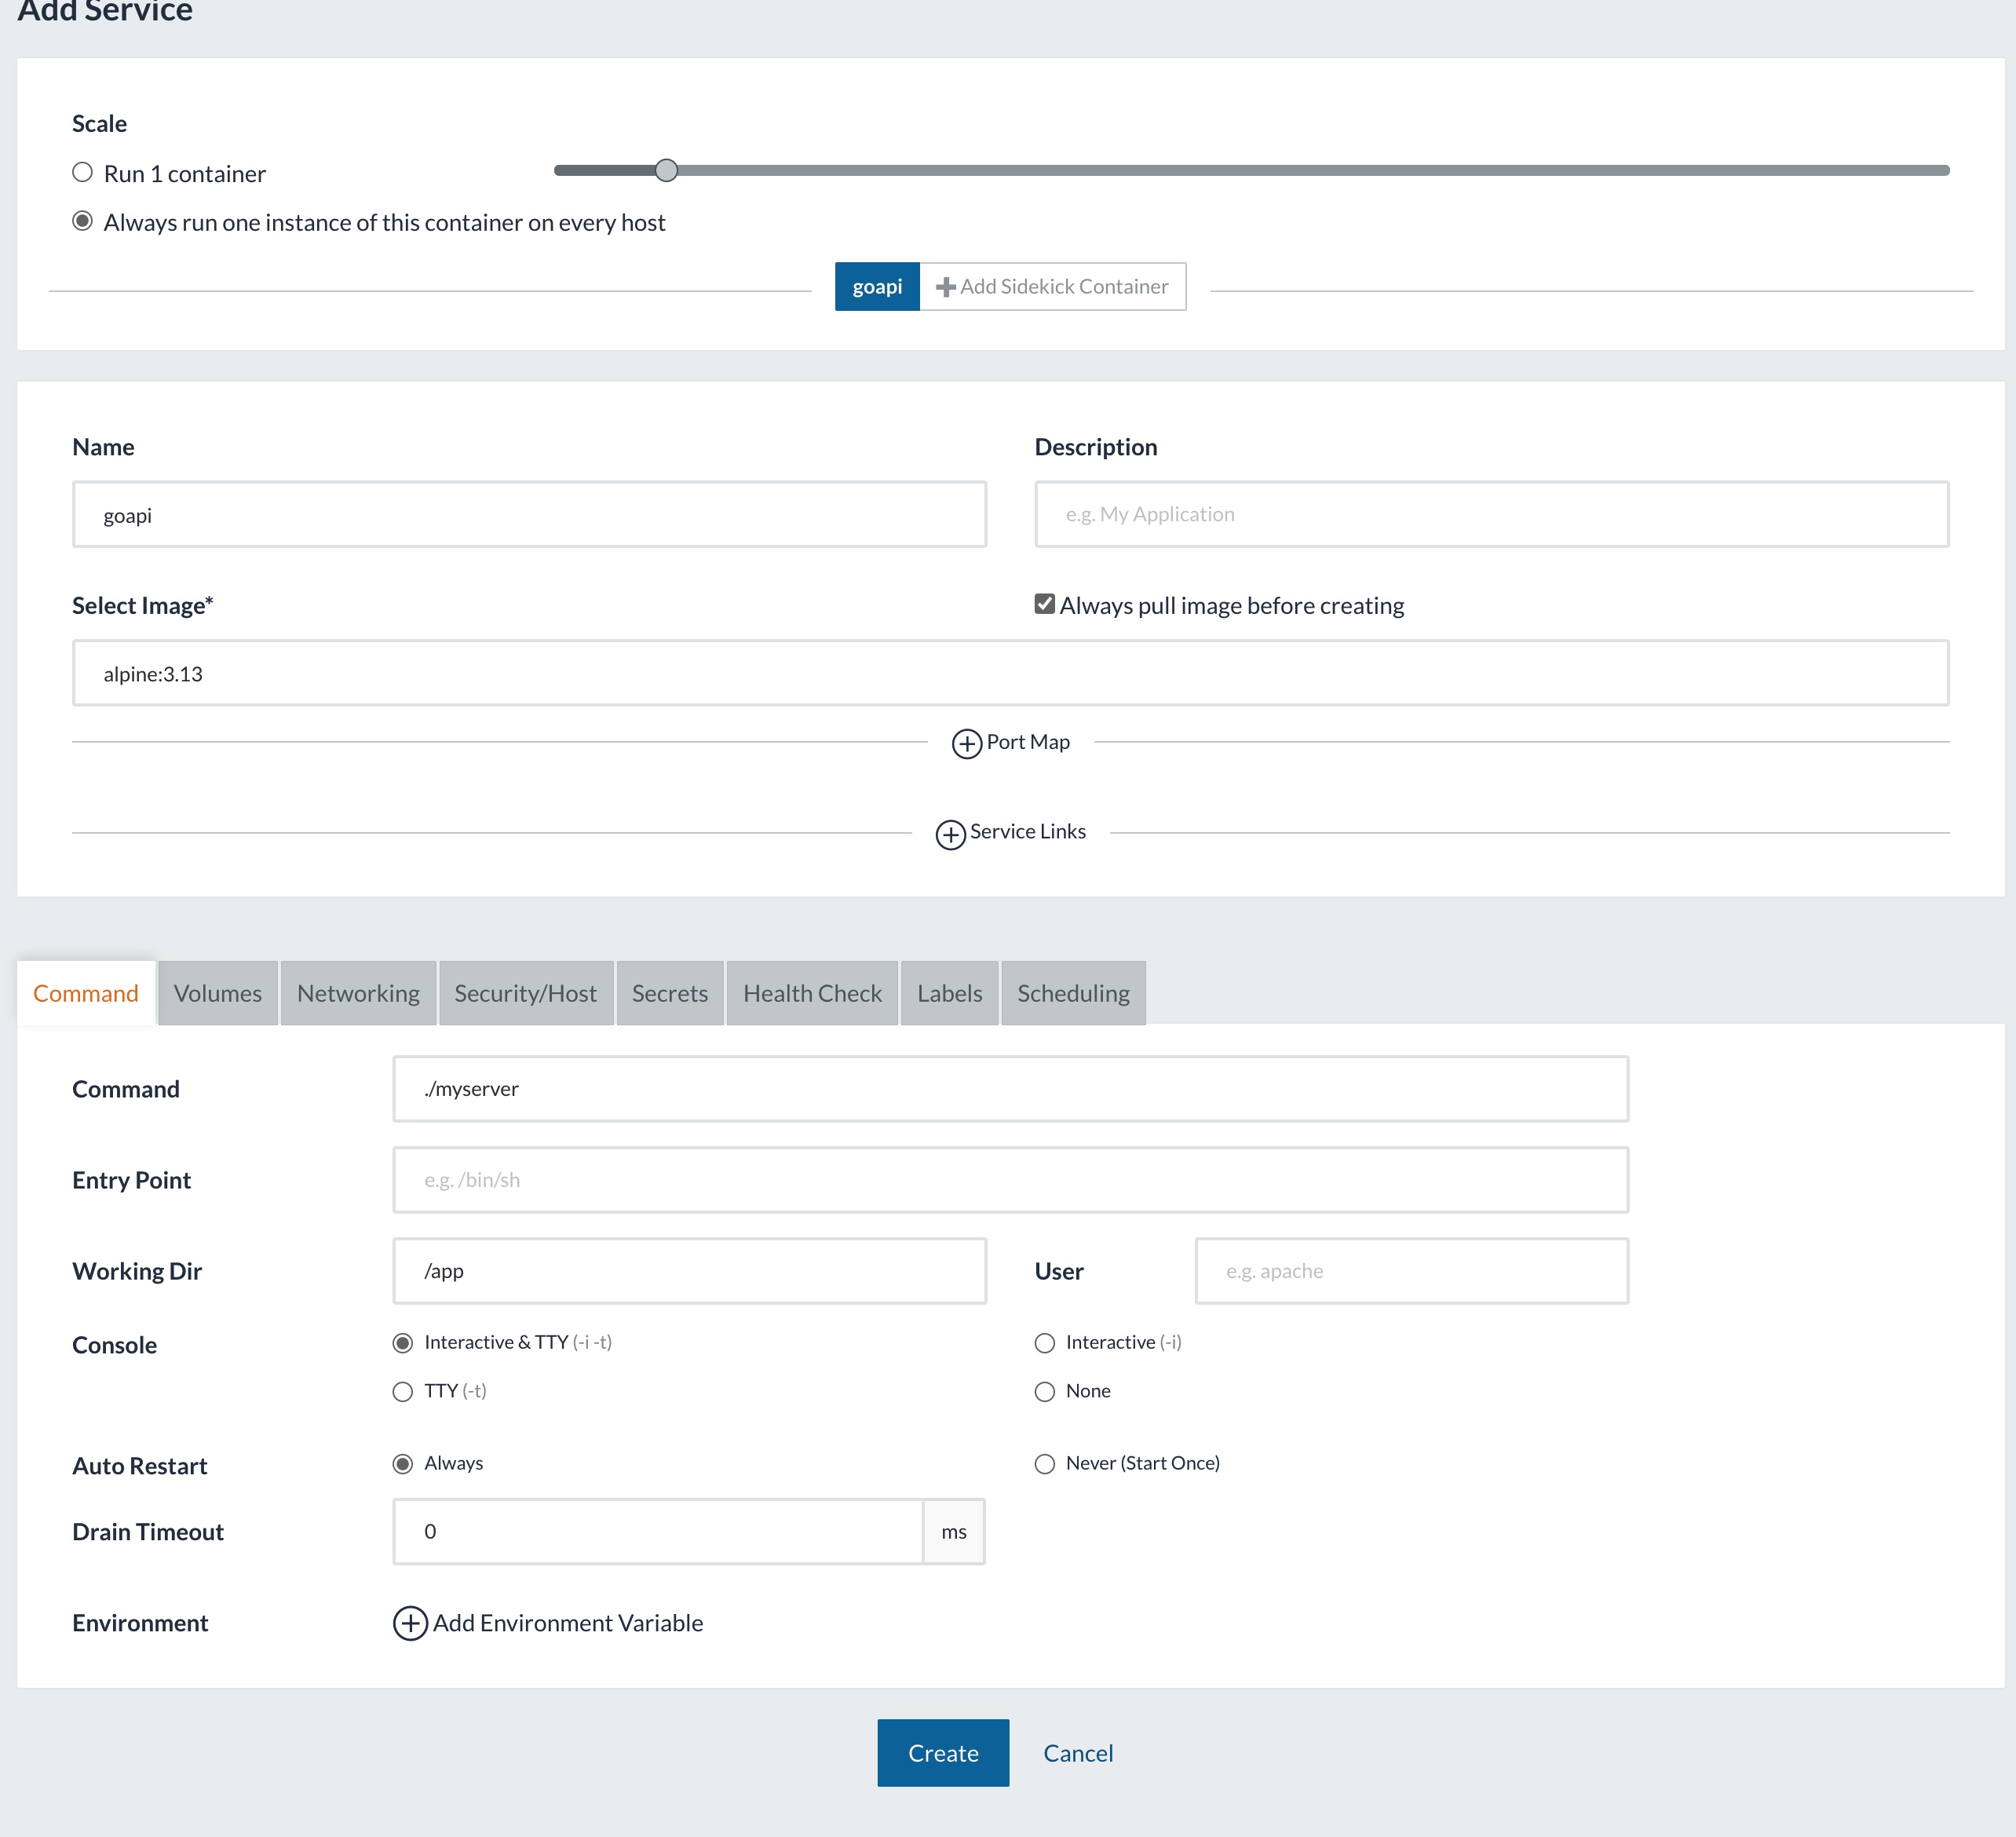 Add Service
Scale
Run 1 container
Always run one instance of this container on every host
goapi Add Sidekick Container
Name Description
goapi e.g. My Application
Select Image* Always pull image before creating
alpine:3.13
Port Map
Service Links
Command Volumes Networking Security/Host Secrets Health Check Labels Scheduling
Command ./myserver
Entry Point e.g. /bin/sh
Working Dir /app User e.g. apache
Console Interactive & TTY (-i -t) Interactive (-i)
TTY (-t) None
Auto Restart Always Never (Start Once)
Drain Timeout 0 ms
Environment Add Environment Variable
Create Cancel